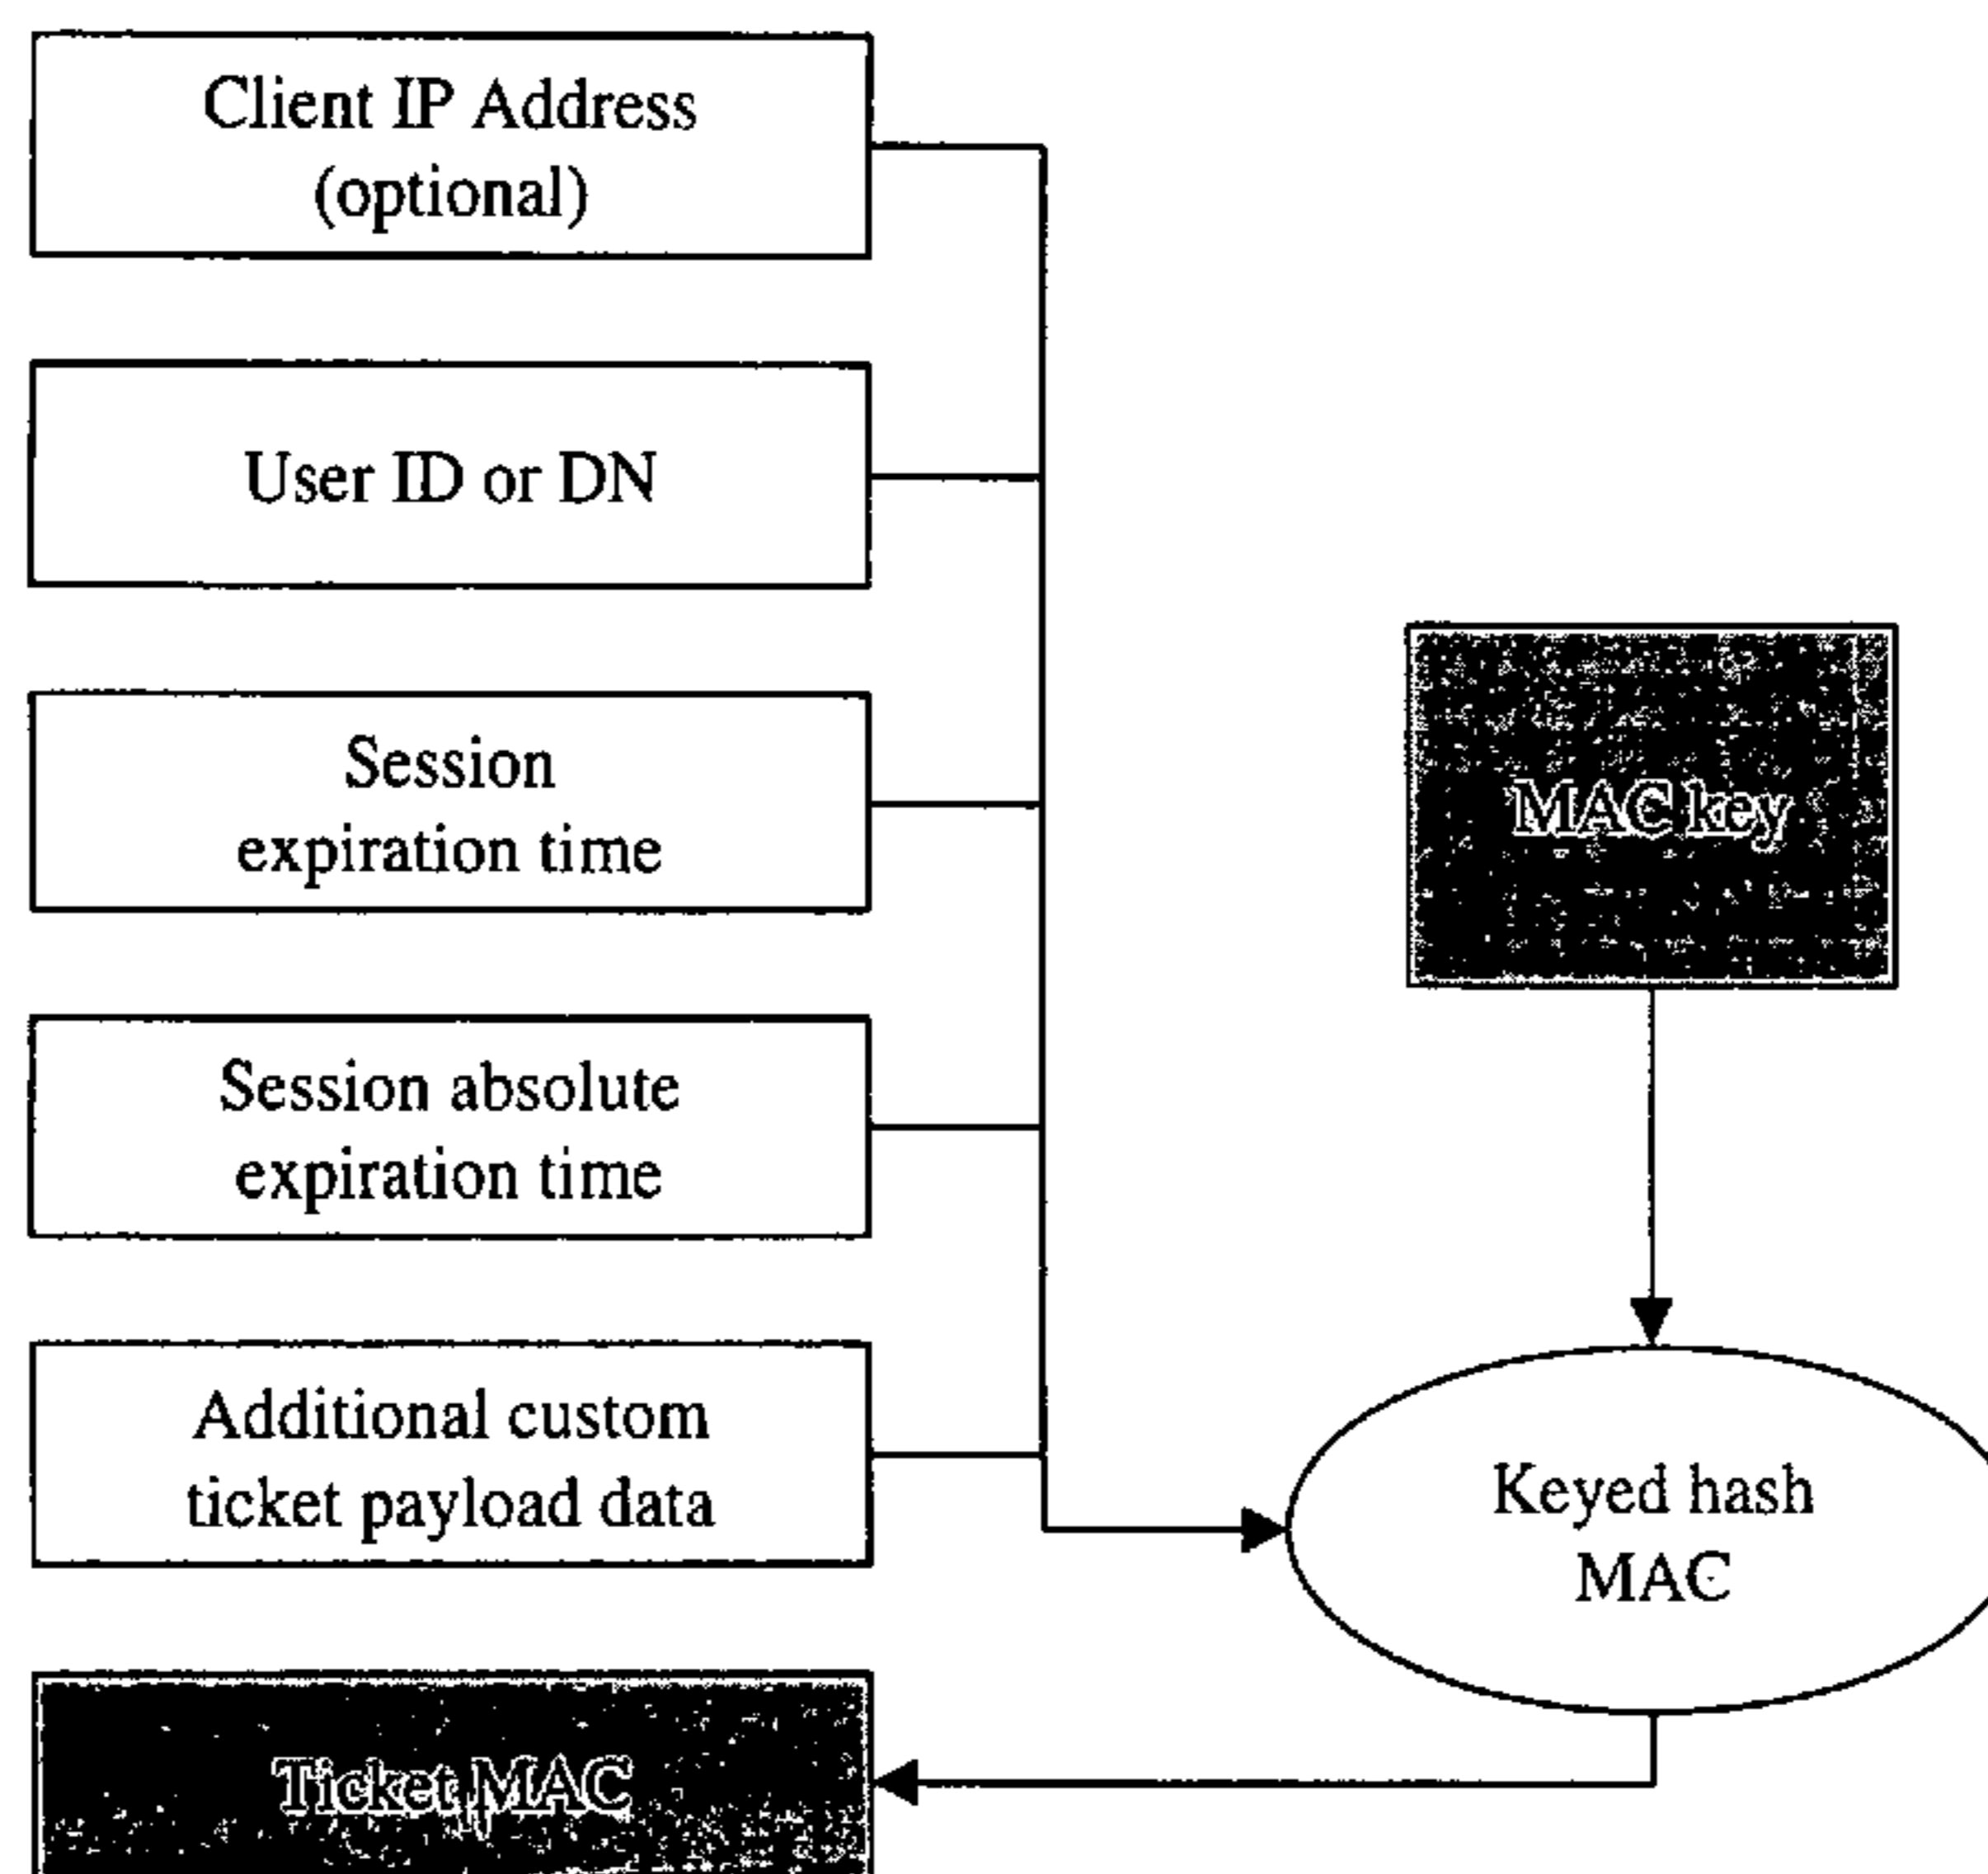 Client IP Address
(optional)
User ID or DN
Session
expiration time
MAC key
Session absolute
expiration time
Additional custom
ticket payload data
Keyed hash
MAC
Ticket MAC